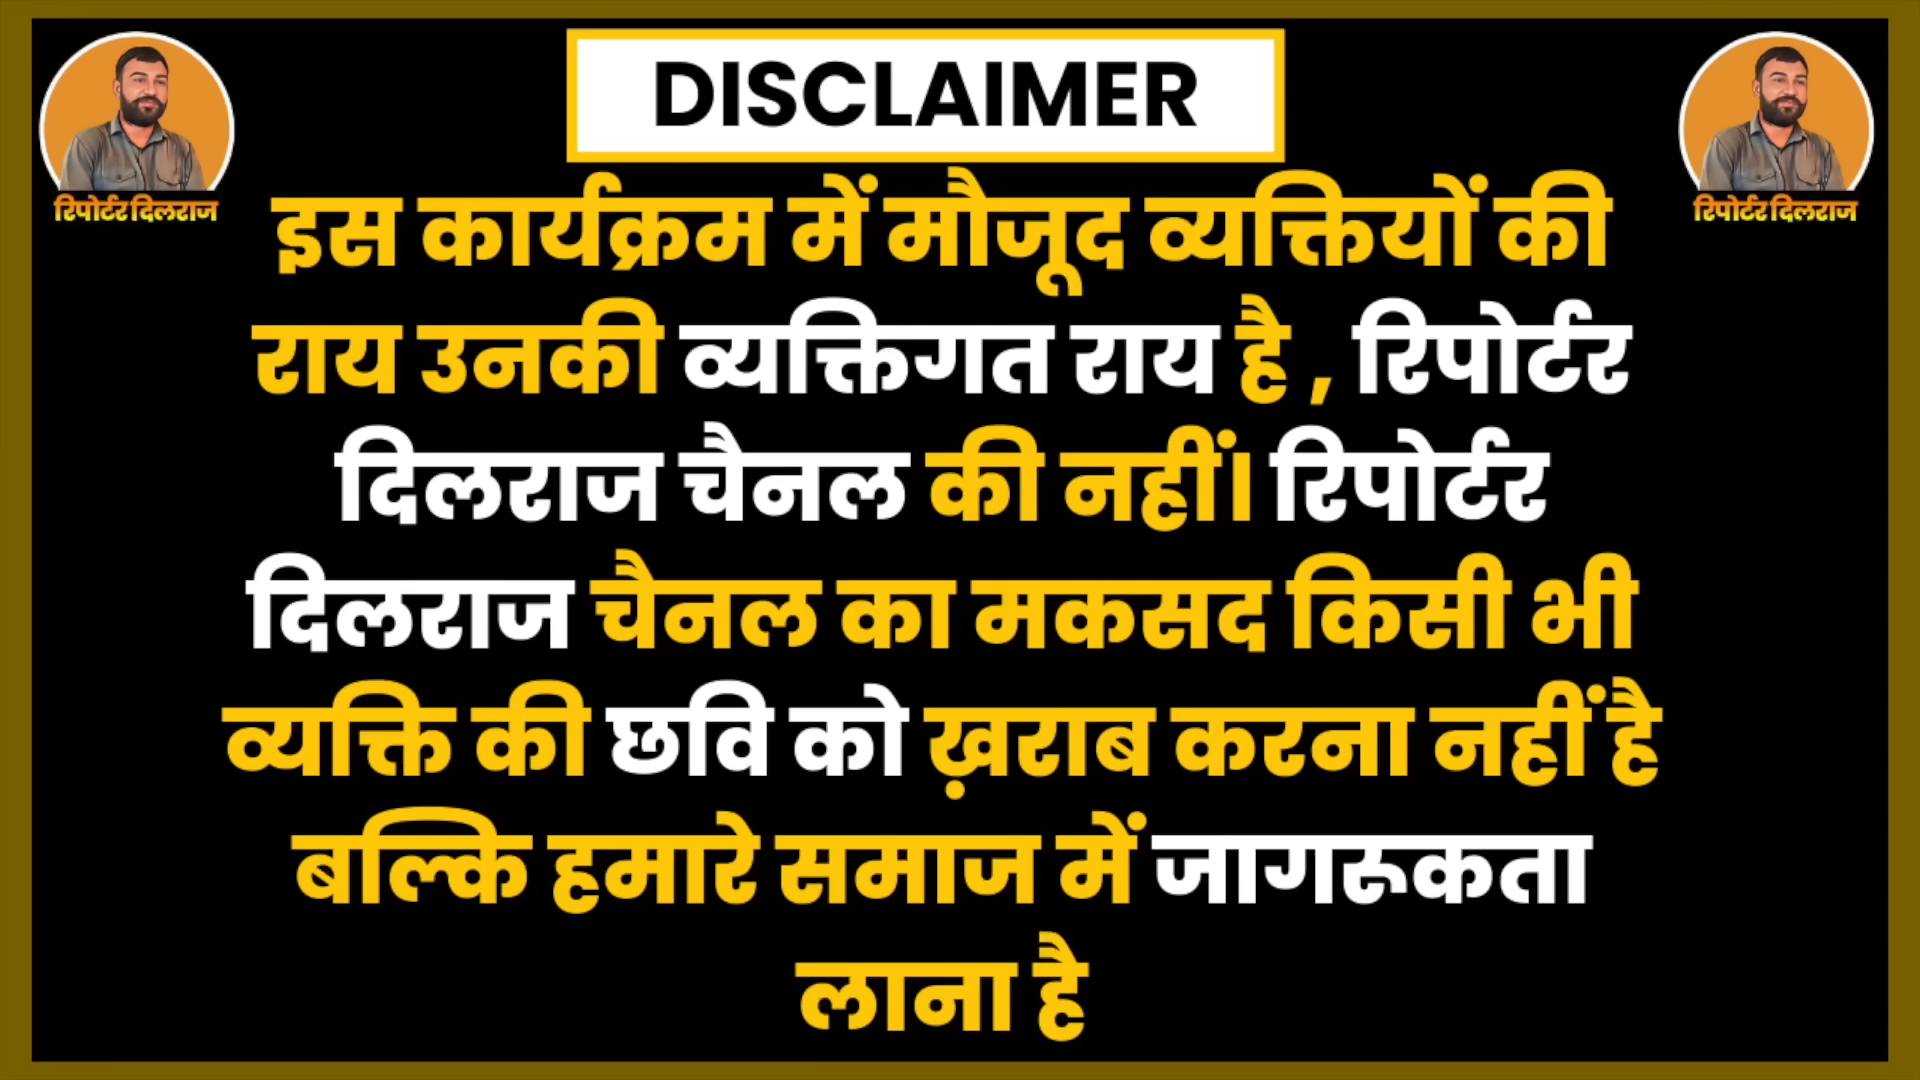 DISCLAIMER
रिपोर्टर दिलराज
रिपोर्टर दिलराज
इस कार्यक्रम में मौजूद व्यक्तियों की
राय उनकी व्यक्तिगत राय है , रिपोर्टर
दिलराज चैनल की नहीं। रिपोर्टर
दिलराज चैनल का मकसद किसी भी
व्यक्ति की छवि को ख़राब करना नहीं है
बल्कि हमारे समाज में जागरूकता
लाना है